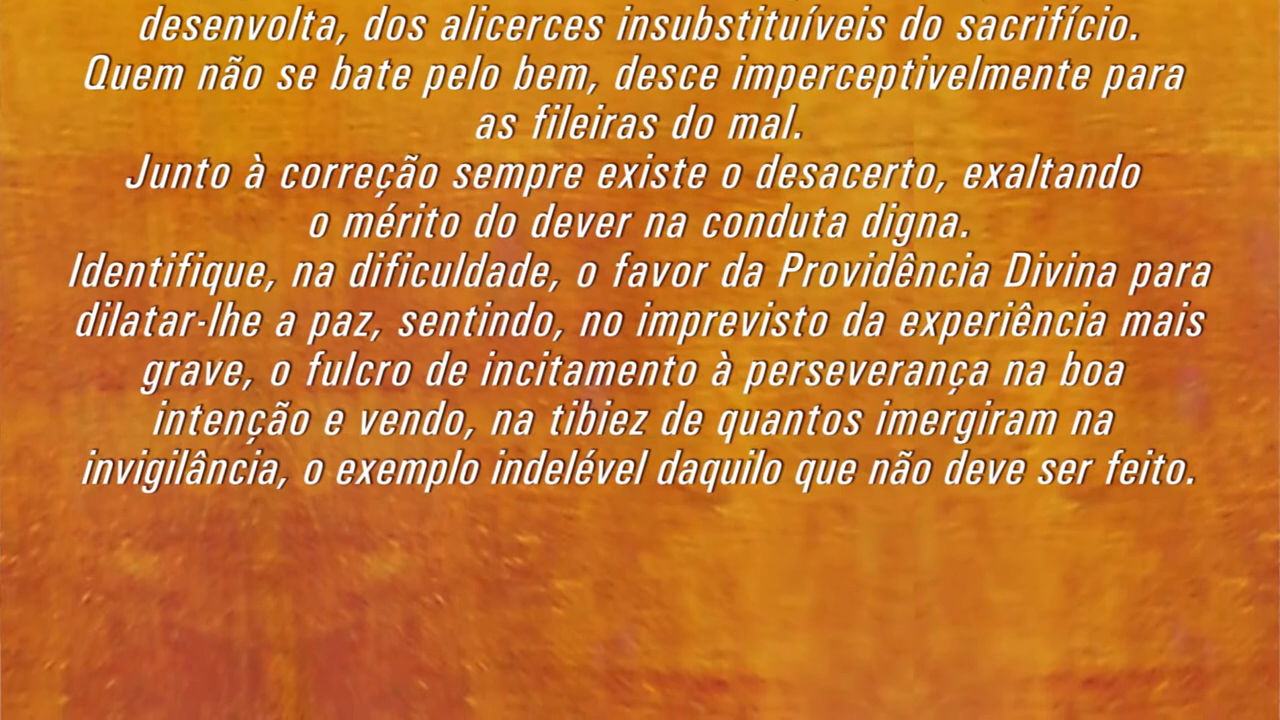 desenvolta, dos alicerces insubstituíveis do sacrifício.
Quem não se bate pelo bem, desce imperceptivelmente para
as fileiras do mal.
Junto à correção sempre existe o desacerto, exaltando
o mérito do dever na conduta digna.
Identifique, na dificuldade, o favor da Providência Divina para
dilatar-lhe a paz, sentindo, no imprevisto da experiência mais
grave, o fulcro de incitamento à perseverança na boa
intenção e vendo, na tibiez de quantos imergiram na
invigilância, o exemplo indelével daquilo que não deve ser feito.